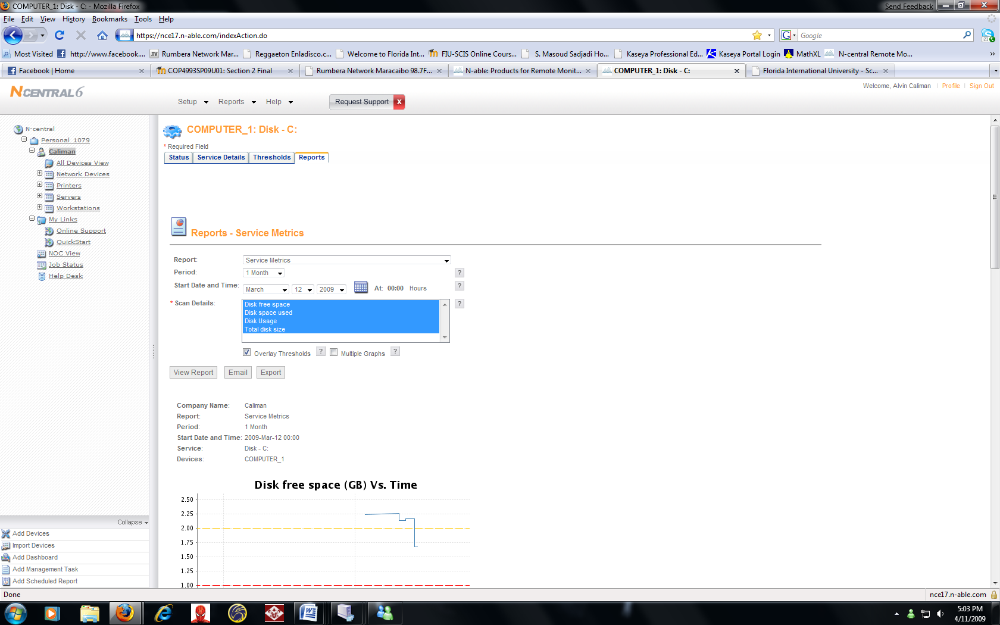 COMPUTER_1: Disk - C: - Mozilla Firefox
Send Feedback
File Edit View History Bookmarks Tools Help
https://nce17.n-able.com/indexAction.do
G Google
Most Visited http://www.facebook.... TV Rumbera Network Mar... Reggaeton Enladisco.c... Welcome to Florida Int... FIU-SCIS Online Cours... S. Masoud Sadjadi Ho... Kaseya Professional Ed... Kaseya Portal Login MathXL N-central Remote Mo... »
Facebook | Home COP4993SP09U01: Section 2 Final Rumbera Network Maracaibo 98.7F... N-able: Products for Remote Monit... COMPUTER_1: Disk - C: Florida International University - Sc...
NCENTRAL 6
Welcome, Alvin Caliman | Profile | Sign Out
Setup Reports Help Request Support X
N-central
Personal_1079
Caliman
All Devices View
Network Devices
Printers
Servers
Workstations
My Links
Online Support
QuickStart
NOC View
Job Status
Help Desk
Collapse
Add Devices
Import Devices
Add Dashboard
Add Management Task
Add Scheduled Report
COMPUTER_1: Disk - C:
* Required Field
Status Service Details Thresholds Reports
Reports - Service Metrics
Report: Service Metrics
Period: 1 Month ?
Start Date and Time: March 12 2009 At: 00:00 Hours ?
* Scan Details: Disk free space ?
Disk space used
Disk Usage
Total disk size
Overlay Thresholds ? Multiple Graphs ?
View Report Email Export
Company Name: Caliman
Report: Service Metrics
Period: 1 Month
Start Date and Time: 2009-Mar-12 00:00
Service: Disk - C:
Devices: COMPUTER_1
Disk free space (GB) Vs. Time
2.50
2.25
2.00
1.75
1.50
1.25
1.00
Done
nce17.n-able.com
5:03 PM
4/11/2009